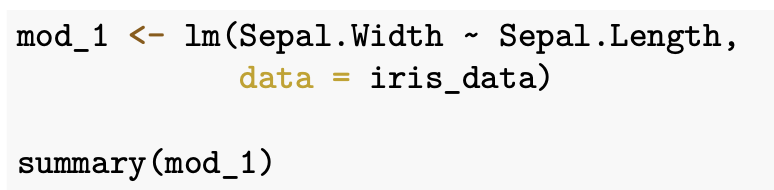 mod_1 <- lm(Sepal.Width ~ Sepal.Length,
data = iris_data)
summary(mod_1)